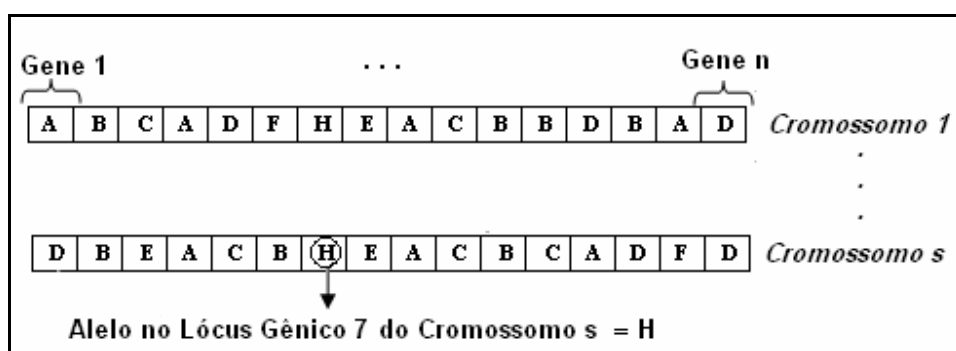 Gene 1 ... Gene n
A B C A D F H E A C B B D B A D Cromossomo 1
.
.
.
D B E A C B H E A C B C A D F D Cromossomo s
Alelo no Lócus Gênico 7 do Cromossomo s = H